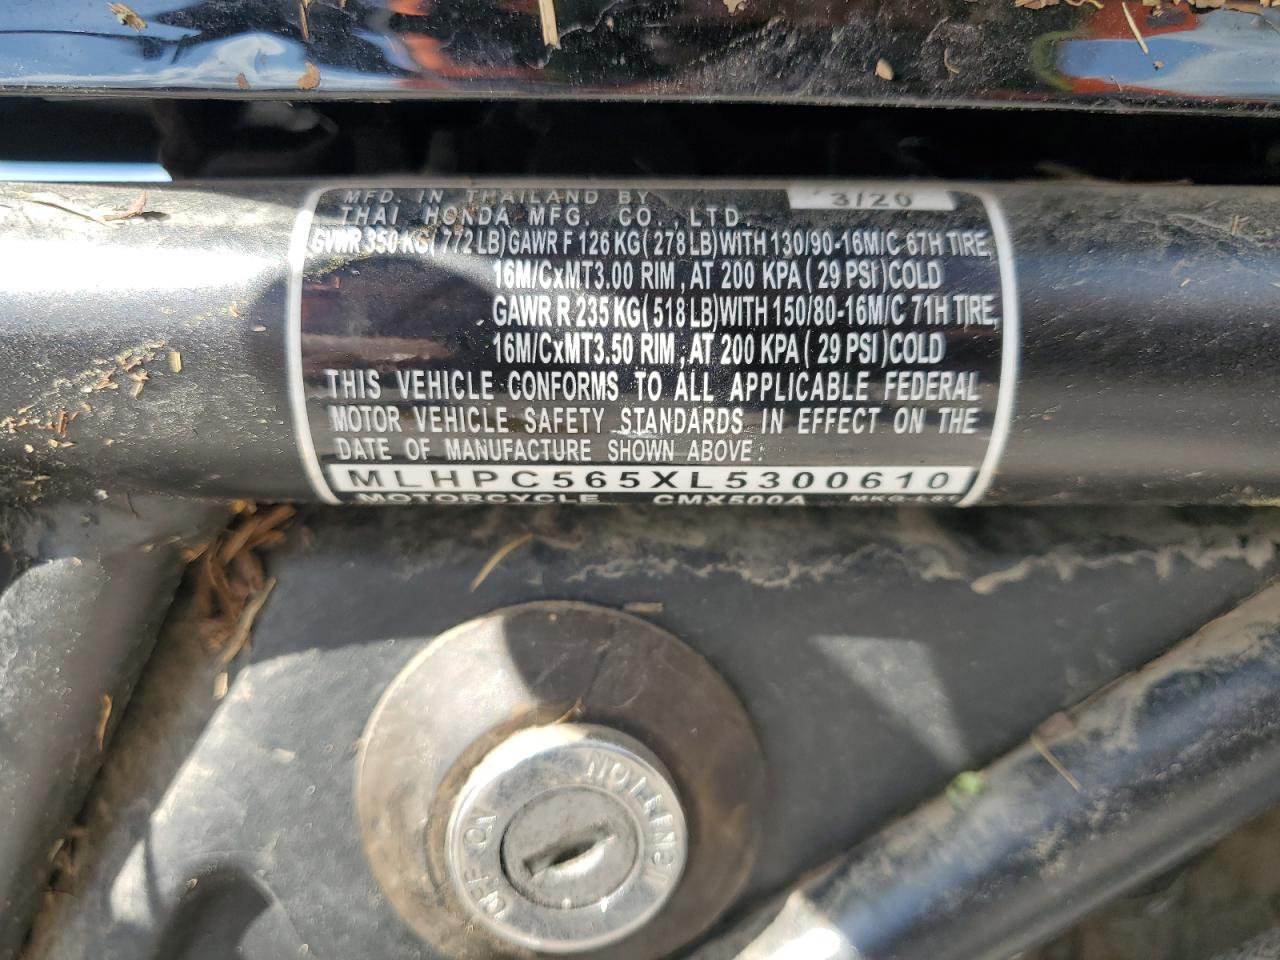 MFD. IN THAILAND BY 3/20
THAI HONDA MFG. CO., LTD.
GVWR 350 KG(772 LB)GAWR F 126 KG(278 LB)WITH 130/90-16M/C 67H TIRE,
16M/CxMT3.00 RIM, AT 200 KPA(29 PSI)COLD
GAWR R 235 KG(518 LB)WITH 150/80-16M/C 71H TIRE,
16M/CxMT3.50 RIM, AT 200 KPA(29 PSI)COLD
THIS VEHICLE CONFORMS TO ALL APPLICABLE FEDERAL
MOTOR VEHICLE SAFETY STANDARDS IN EFFECT ON THE
DATE OF MANUFACTURE SHOWN ABOVE:
MLHPC565XL5300610
MOTORCYCLE CMX500A
IGNITION
ON
OFF